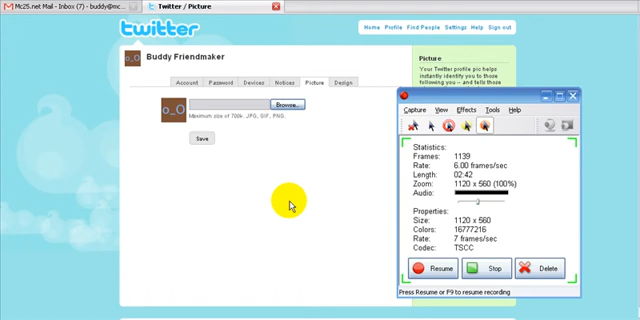 Mc25.net Mail - Inbox (7) - buddy@mc...
Twitter / Picture
twitter
Home Profile Find People Settings Help Sign out
o_O
Buddy Friendmaker
Account Password Devices Notices Picture Design
o_O
Browse...
Maximum size of 700k. JPG, GIF, PNG.
Save
Picture
Your Twitter profile pic helps
instantly identify you to those
following you — and tells those
Capture View Effects Tools Help
Statistics:
Frames: 1139
Rate: 6.00 frames/sec
Length: 02:42
Zoom: 1120 x 560 (100%)
Audio:
Properties:
Size: 1120 x 560
Colors: 16777216
Rate: 7 frames/sec
Codec: TSCC
Resume Stop Delete
Press Resume or F9 to resume recording